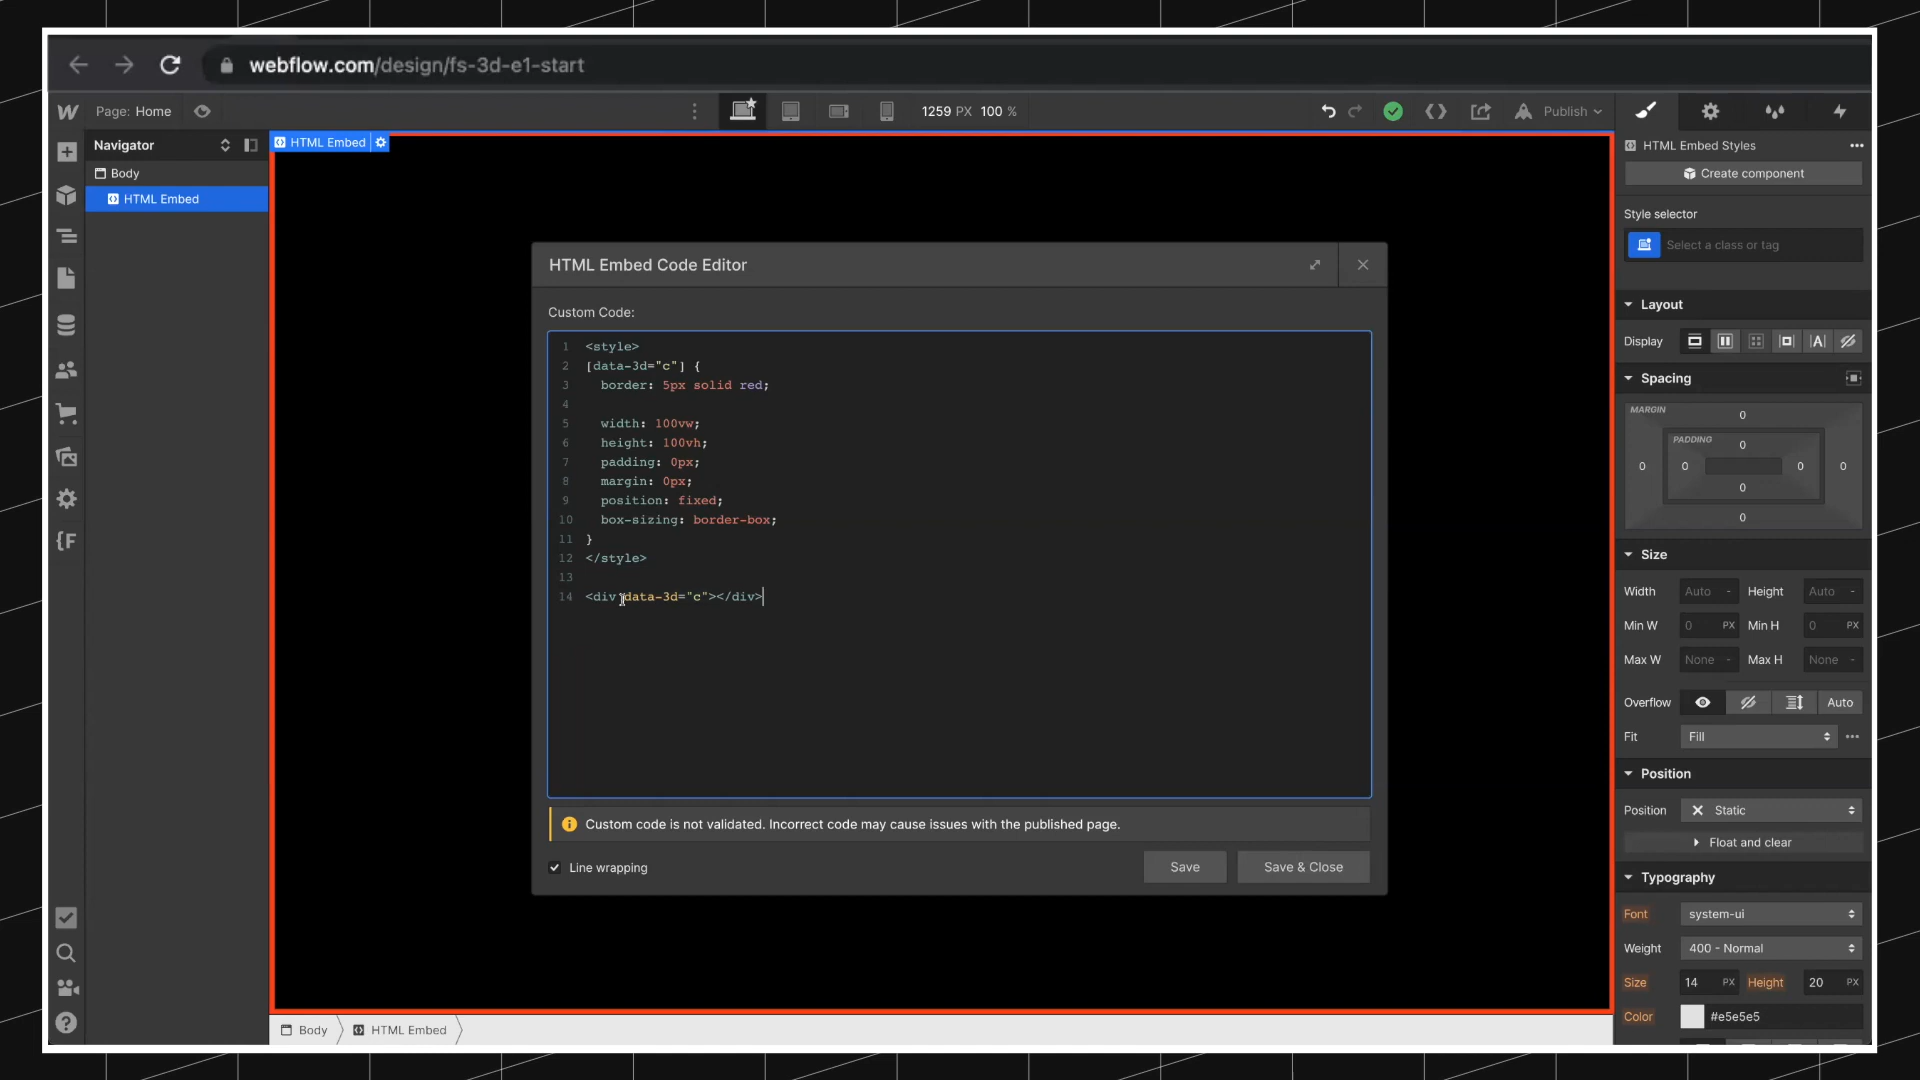 webflow.com/design/fs-3d-e1-start
Page: Home
1259 PX 100 %
Publish
Navigator
Body
HTML Embed
HTML Embed
HTML Embed Code Editor
Custom Code:
1 <style>
2 [data-3d="c"] {
3 border: 5px solid red;
4
5 width: 100vw;
6 height: 100vh;
7 padding: 0px;
8 margin: 0px;
9 position: fixed;
10 box-sizing: border-box;
11 }
12 </style>
13
14 <div data-3d="c"></div>
Custom code is not validated. Incorrect code may cause issues with the published page.
Line wrapping
Save
Save & Close
Body
HTML Embed
HTML Embed Styles
Create component
Style selector
Select a class or tag
Layout
Display
Spacing
MARGIN
0
PADDING
0
0 0 0 0
0
0
Size
Width Auto - Height Auto -
Min W 0 PX Min H 0 PX
Max W None - Max H None -
Overflow Auto
Fit Fill
Position
Position Static
Float and clear
Typography
Font system-ui
Weight 400 - Normal
Size 14 PX Height 20 PX
Color #e5e5e5